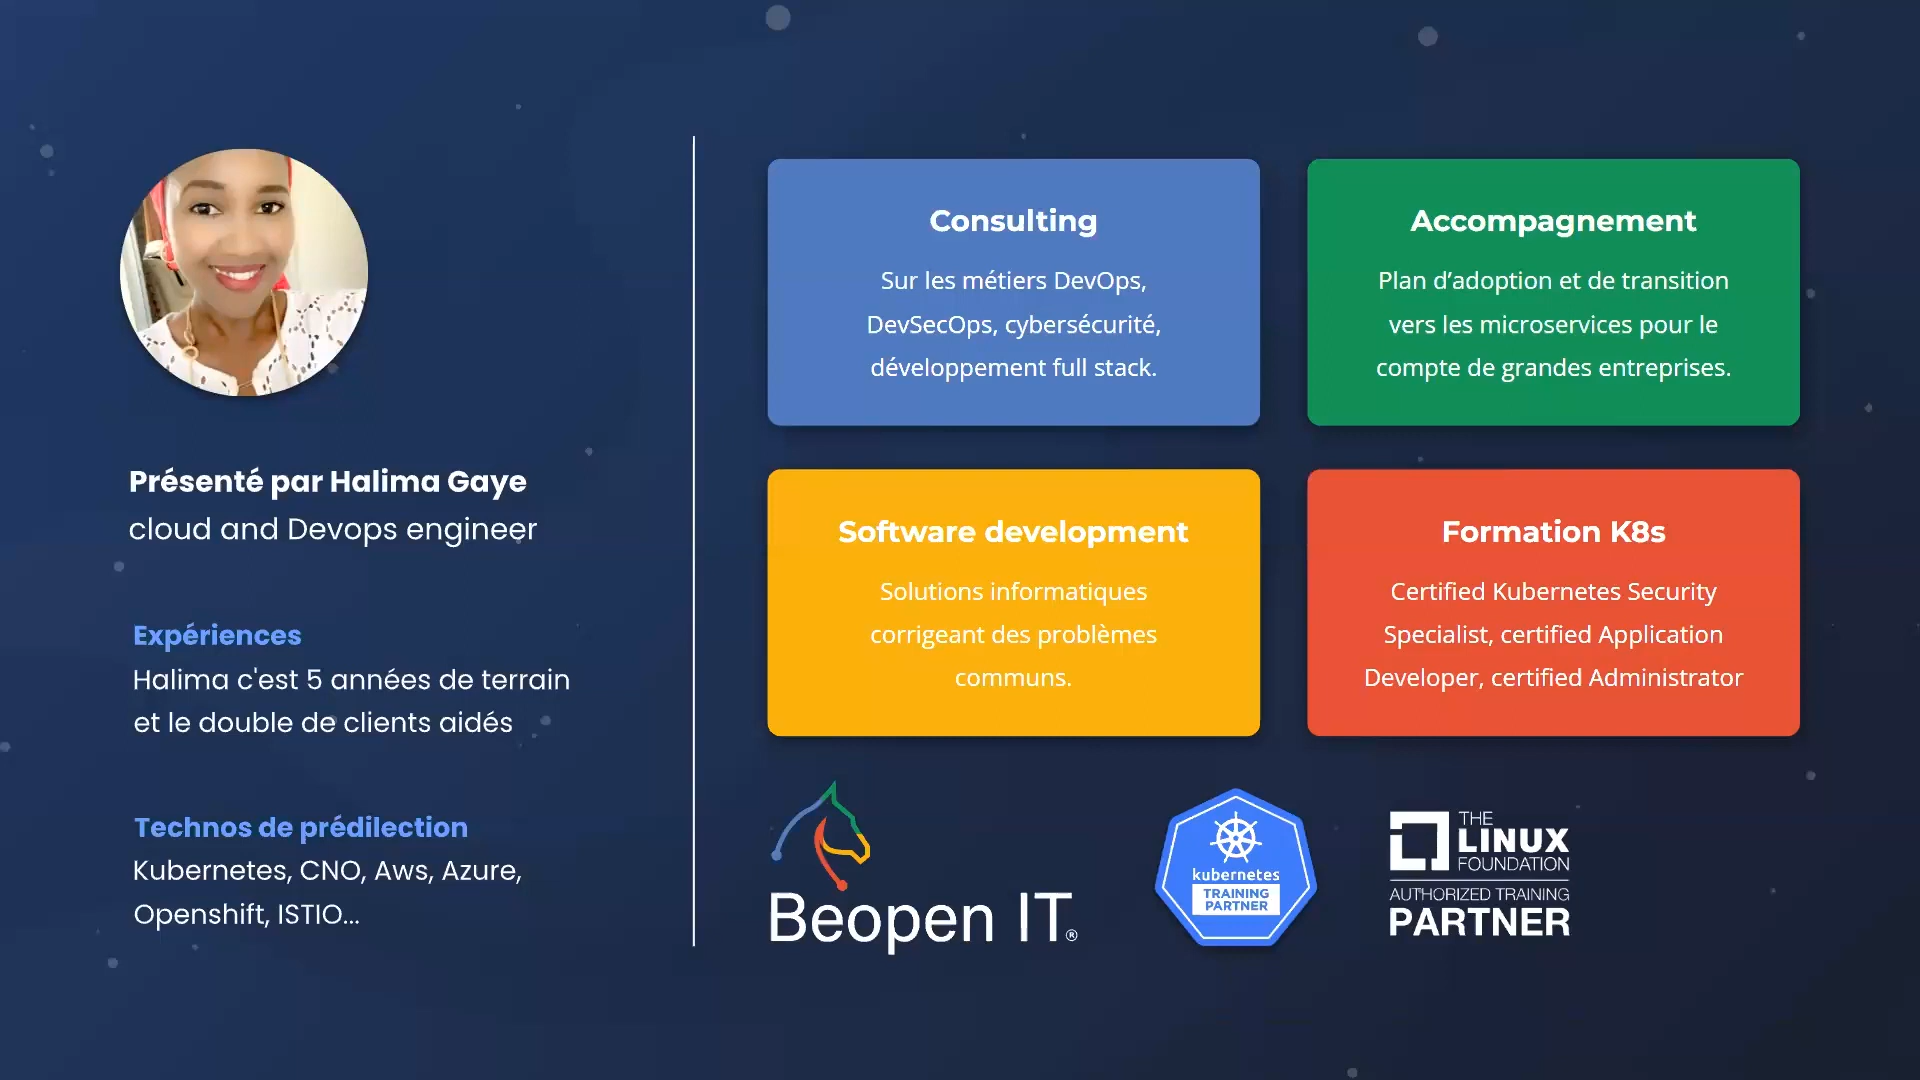 Présenté par Halima Gaye
cloud and Devops engineer
Expériences
Halima c'est 5 années de terrain
et le double de clients aidés
Technos de prédilection
Kubernetes, CNO, Aws, Azure,
Openshift, ISTIO...
Consulting
Sur les métiers DevOps,
DevSecOps, cybersécurité,
développement full stack.
Accompagnement
Plan d’adoption et de transition
vers les microservices pour le
compte de grandes entreprises.
Software development
Solutions informatiques
corrigeant des problèmes
communs.
Formation K8s
Certified Kubernetes Security
Specialist, certified Application
Developer, certified Administrator
Beopen IT®
kubernetes
TRAINING
PARTNER
THE
LINUX
FOUNDATION
AUTHORIZED TRAINING
PARTNER